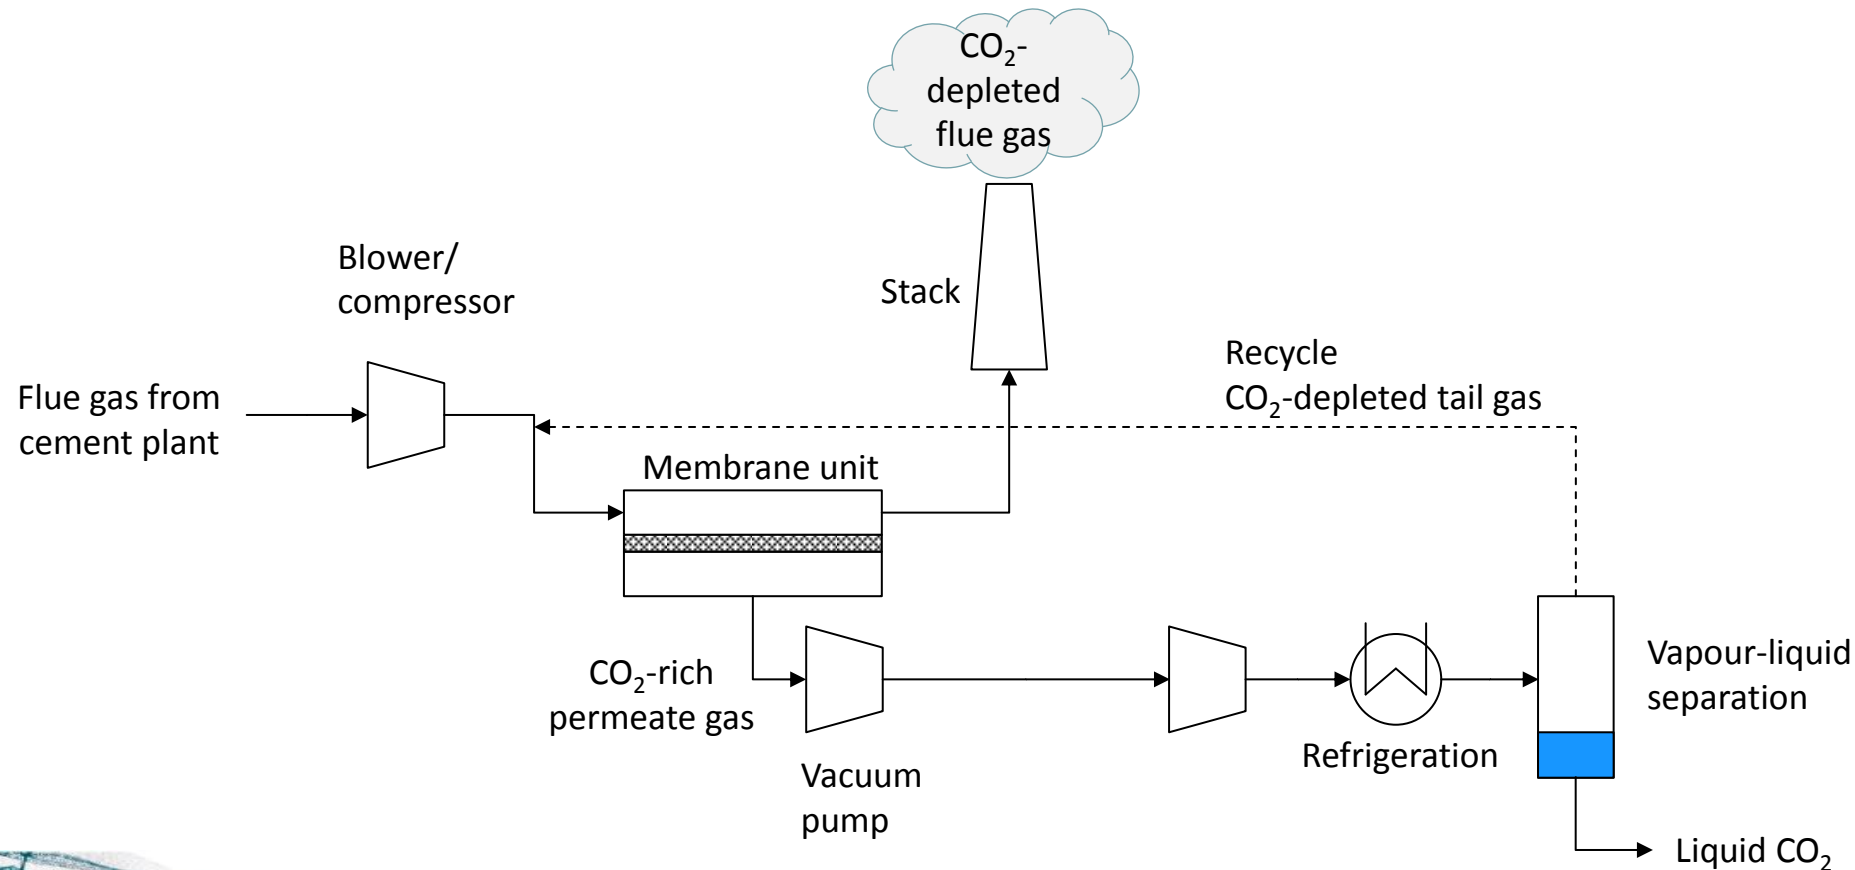 CO₂-
depleted
flue gas
Blower/
compressor
Stack
Recycle
CO₂-depleted tail gas
Flue gas from
cement plant
Membrane unit
CO₂-rich
permeate gas
Vacuum
pump
Refrigeration
Vapour-liquid
separation
Liquid CO₂